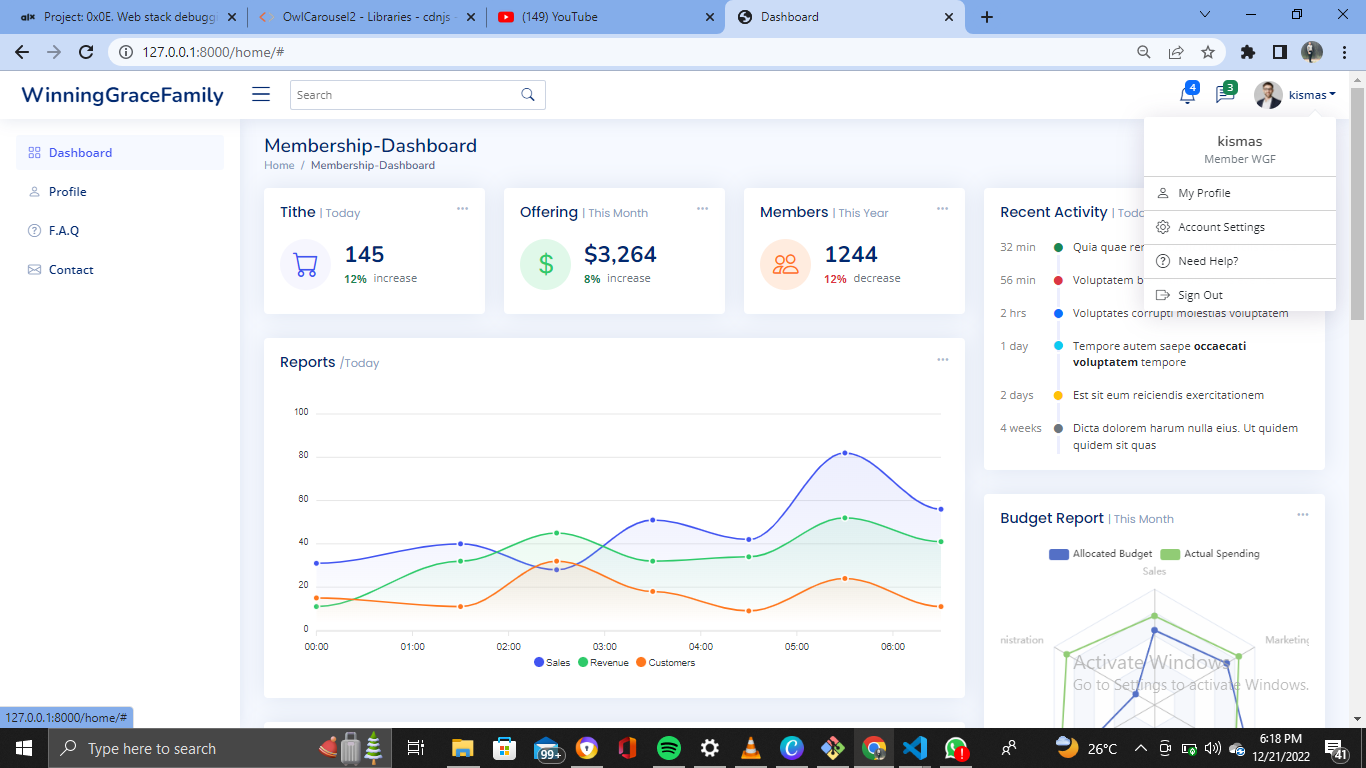 Project: 0x0E. Web stack debugg
OwlCarousel2 - Libraries - cdnjs -
(149) YouTube
Dashboard
127.0.0.1:8000/home/#
WinningGraceFamily
Search
4
3
kismas
kismas
Member WGF
My Profile
Account Settings
Need Help?
Sign Out
Dashboard
Profile
F.A.Q
Contact
Membership-Dashboard
Home / Membership-Dashboard
Tithe | Today
145
12% increase
Offering | This Month
$3,264
8% increase
Members | This Year
1244
12% decrease
Recent Activity | Toda
32 min Quia quae rer
56 min Voluptatem b
2 hrs Voluptates corrupti molestias voluptatem
1 day Tempore autem saepe occaecati
voluptatem tempore
2 days Est sit eum reiciendis exercitationem
4 weeks Dicta dolorem harum nulla eius. Ut quidem
quidem sit quas
Reports /Today
100
80
60
40
20
0
00:00 01:00 02:00 03:00 04:00 05:00 06:00
Sales Revenue Customers
Budget Report | This Month
Allocated Budget Actual Spending
Sales
nistration
Marketing
Activate Windows
Go to Settings to activate Windows.
127.0.0.1:8000/home/#
Type here to search
99+
26°C
6:18 PM
12/21/2022
41